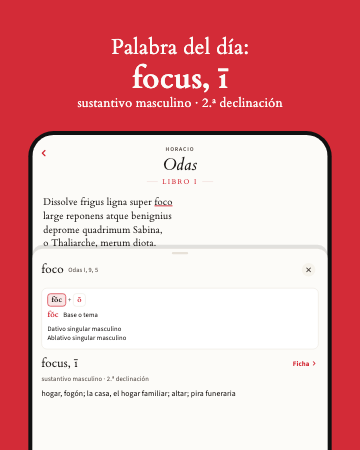 Palabra del día:
focus, ī
sustantivo masculino · 2.ª declinación
HORACIO
Odas
LIBRO I
Dissolve frigus ligna super foco
large reponens atque benignius
deprome quadrimum Sabina,
o Thaliarche, merum diota.
foco Odas I, 9, 5
fŏc + ō
fŏc Base o tema
Dativo singular masculino
Ablativo singular masculino
focus, ī
Ficha
sustantivo masculino · 2.ª declinación
hogar, fogón; la casa, el hogar familiar; altar; pira funeraria